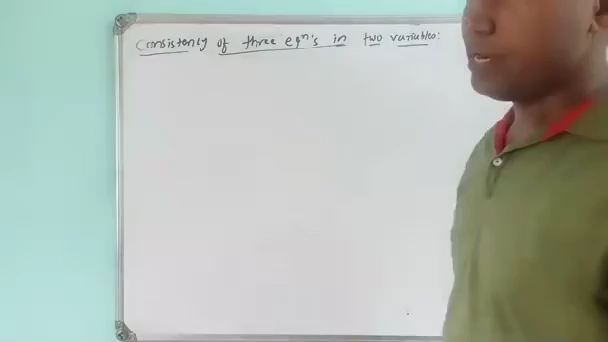 Consistency of three eqn's in two variables: